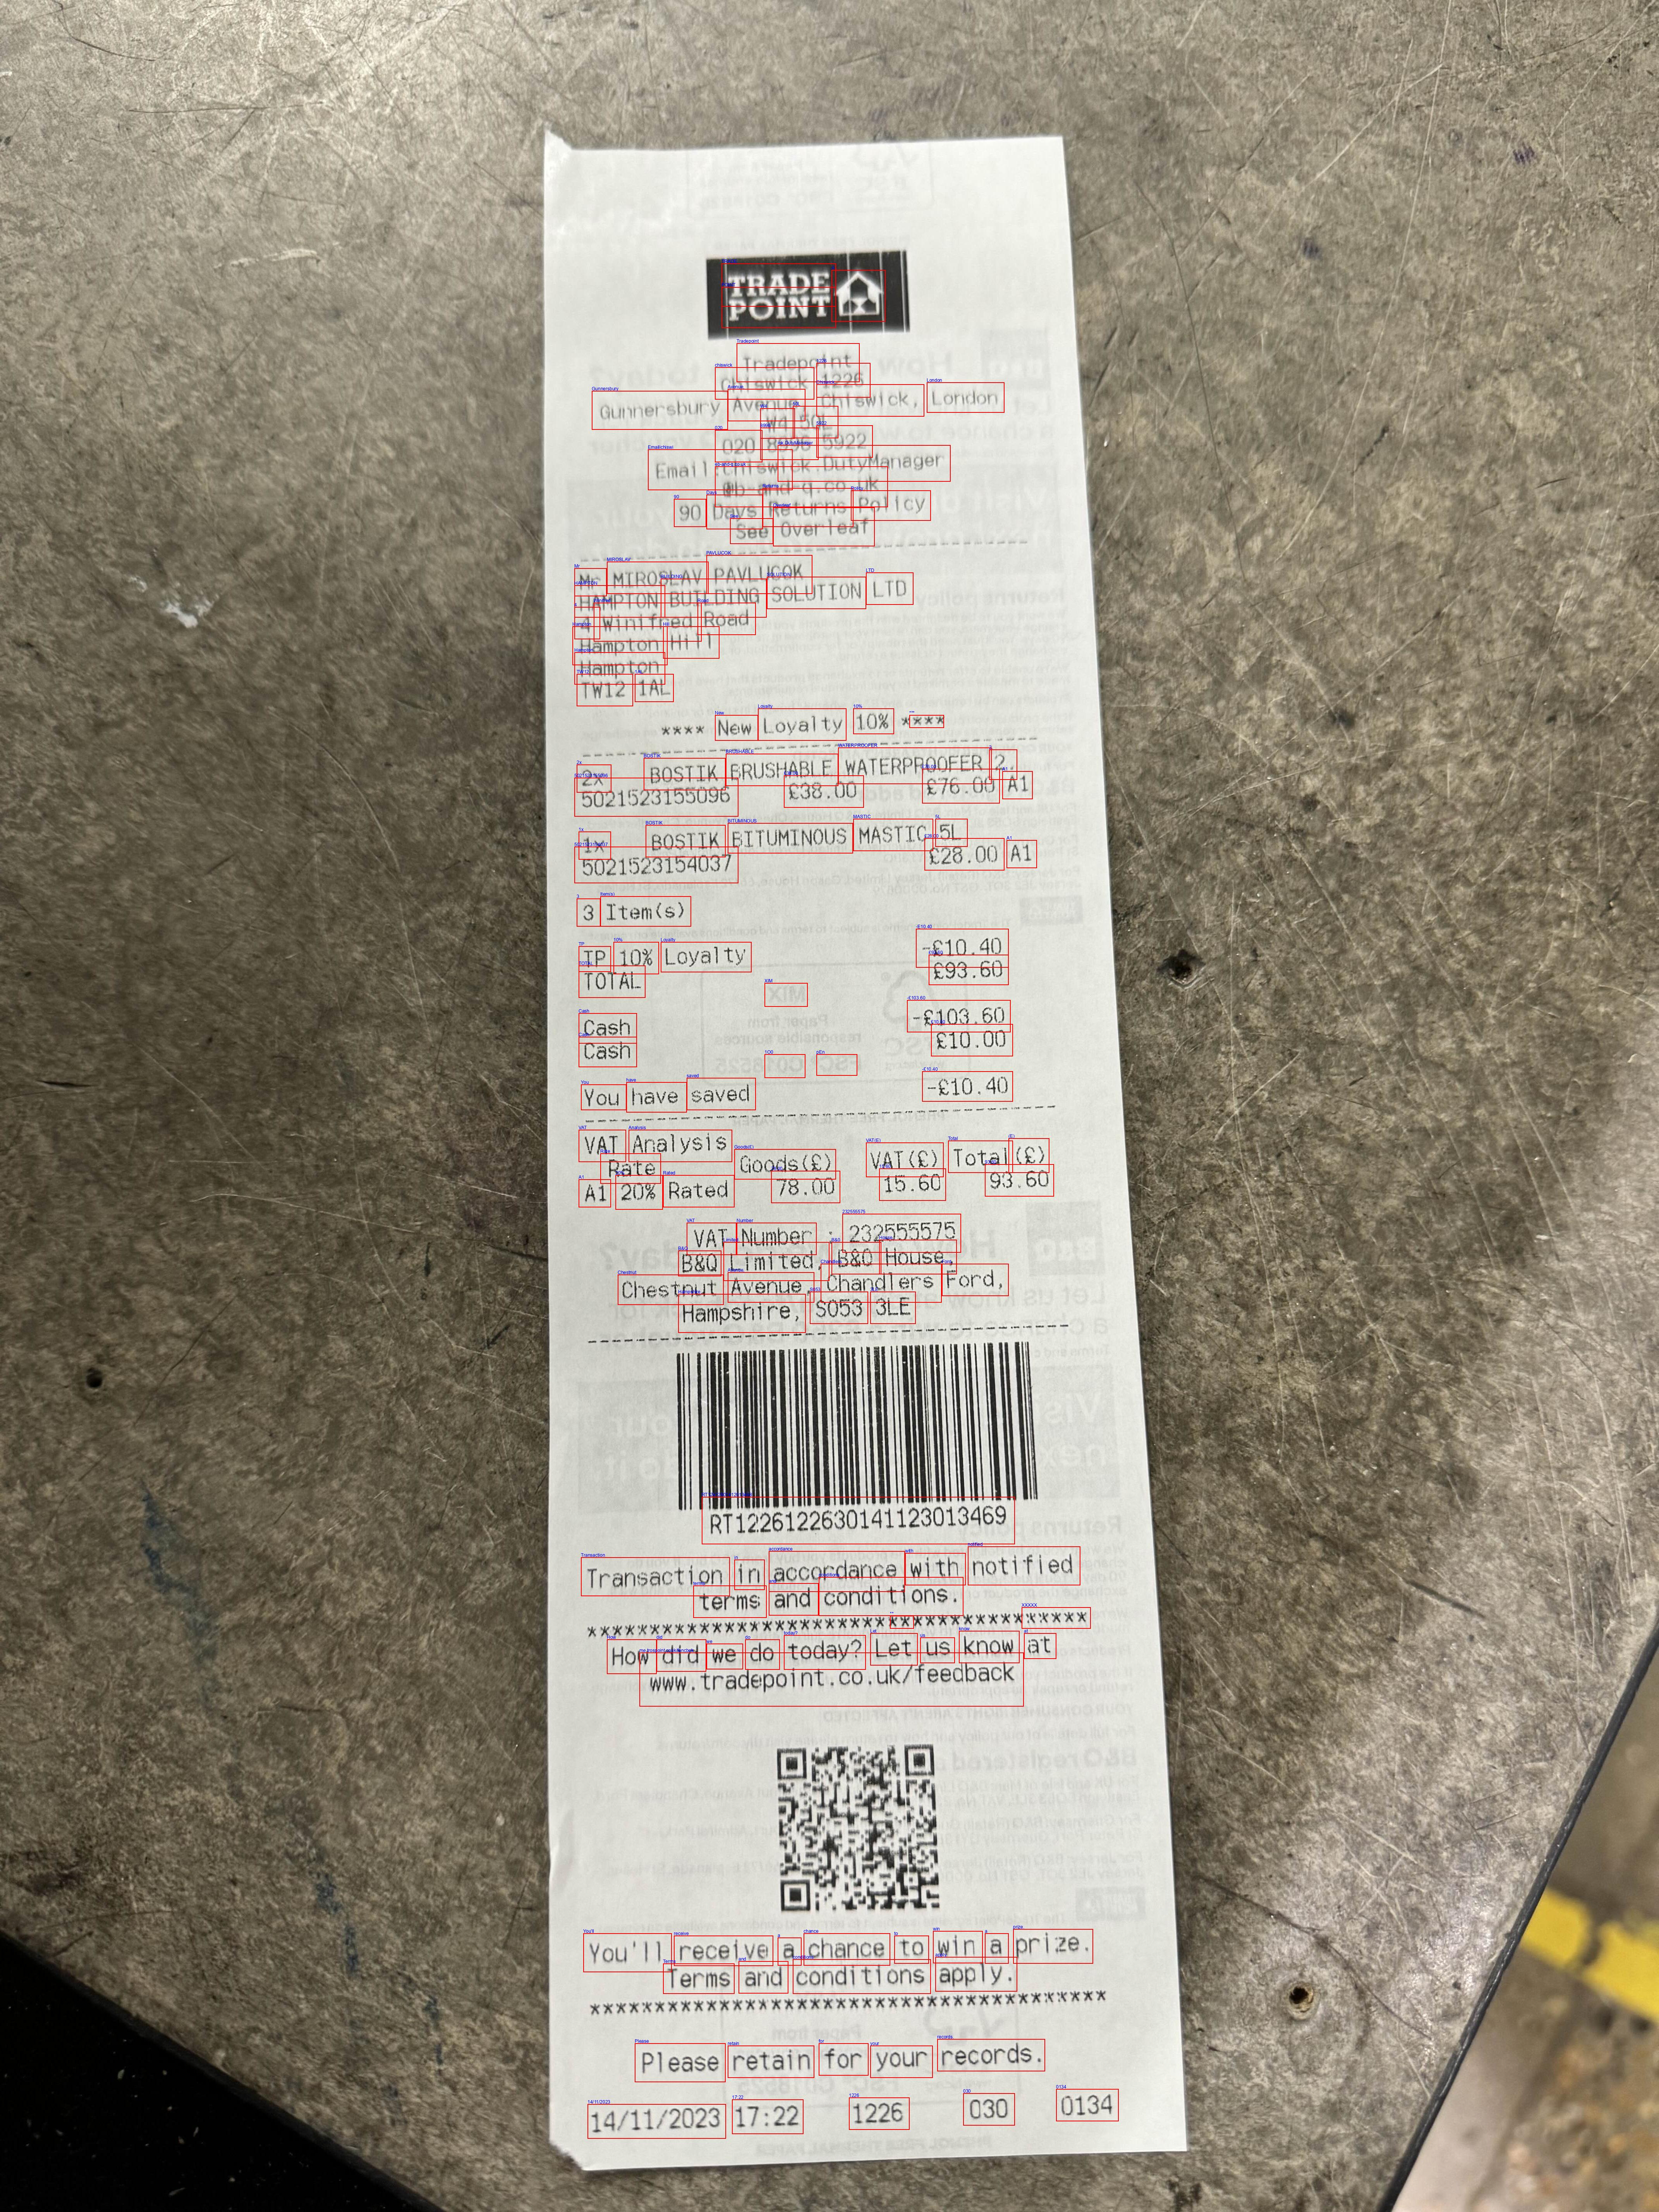 TRADE
POINT
Tradepoint
Chiswick 1226
Gunnersbury Avenue, Chiswick, London
W4 5QL
020 8996 5922
Email:chiswick.DutyManager
@b-and-q.co.uk
90 Days Returns Policy
See Overleaf
Mr MIROSLAV PAVLUCOK
HAMPTON BUILDING SOLUTION LTD
4 Winifred Road
Hampton Hill
Hampton
TW12 1AL
**** New Loyalty 10% ****
2x BOSTIK BRUSHABLE WATERPROOFER 2.
5021523155096 £38.00 £76.00 A1
1x BOSTIK BITUMINOUS MASTIC 5L
5021523154037 £28.00 A1
3 Item(s)
TP 10% Loyalty -£10.40
TOTAL £93.60
Cash -£103.60
Cash £10.00
You have saved -£10.40
VAT Analysis
Rate Goods(£) VAT(£) Total(£)
A1 20% Rated 78.00 15.60 93.60
VAT Number : 232555575
B&Q Limited, B&Q House,
Chestnut Avenue, Chandlers Ford,
Hampshire, SO53 3LE
RT1226122630141123013469
Transaction in accordance with notified
terms and conditions.
****************************************
How did we do today? Let us know at
www.tradepoint.co.uk/feedback
You'll receive a chance to win a prize.
Terms and conditions apply.
****************************************
Please retain for your records.
14/11/2023 17:22 1226 030 0134